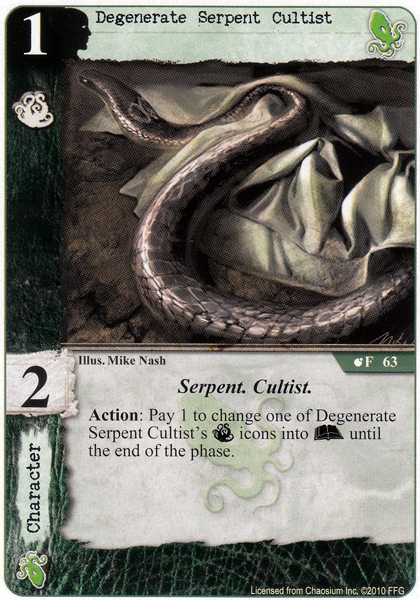 1
Degenerate Serpent Cultist
Illus. Mike Nash
F 63
2
Serpent. Cultist.
Action: Pay 1 to change one of Degenerate
Serpent Cultist's icons into until
the end of the phase.
Character
Licensed from Chaosium Inc. ©2010 FFG